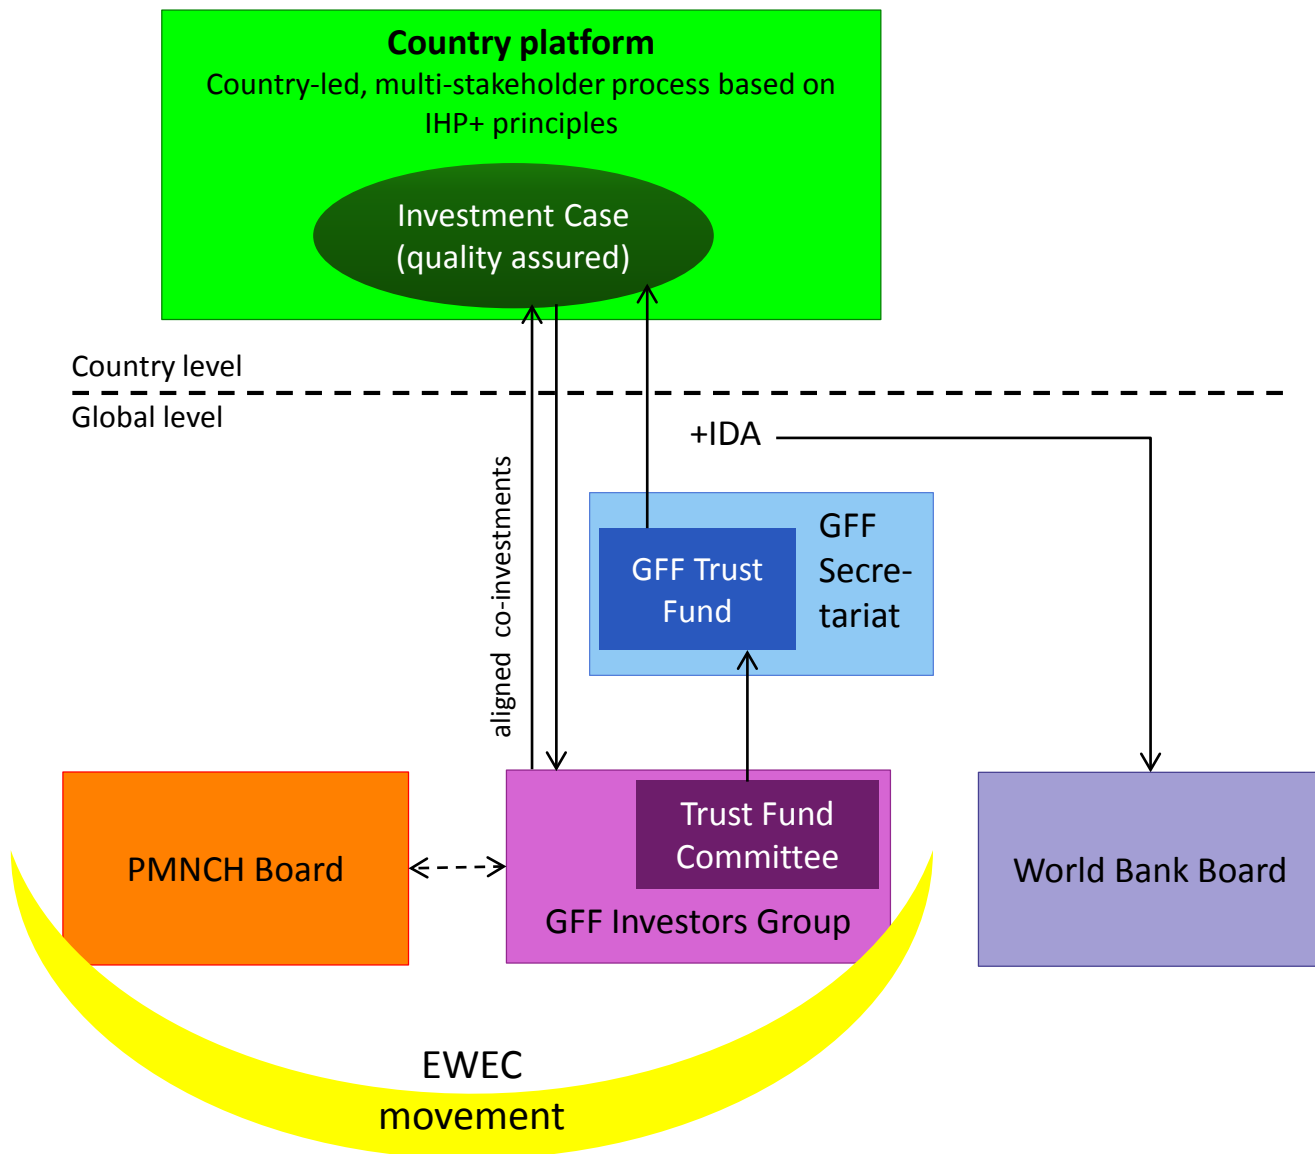 Country platform
Country-led, multi-stakeholder process based on
IHP+ principles
Investment Case
(quality assured)
Country level
Global level
+IDA
aligned co-investments
GFF
Secre-
tariat
GFF Trust
Fund
PMNCH Board
Trust Fund
Committee
GFF Investors Group
World Bank Board
EWEC
movement